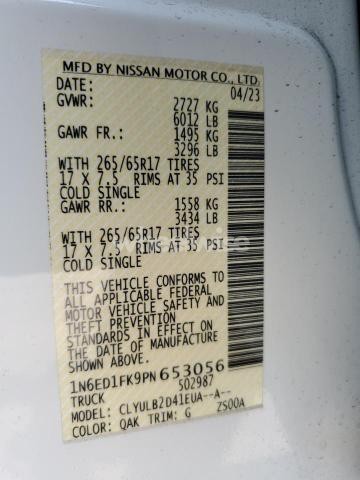 MFD BY NISSAN MOTOR CO., LTD.
DATE: 04/23
GVWR: 2727 KG
6012 LB
GAWR FR.: 1495 KG
3296 LB
WITH 265/65R17 TIRES
17 X 7.5 RIMS AT 35 PSI
COLD SINGLE
GAWR RR.: 1558 KG
3434 LB
WITH 265/65R17 TIRES
17 X 7.5 RIMS AT 35 PSI
COLD SINGLE
THIS VEHICLE CONFORMS TO
ALL APPLICABLE FEDERAL
MOTOR VEHICLE SAFETY AND
THEFT PREVENTION
STANDARDS IN EFFECT ON
THE DATE OF MANUFACTURE
SHOWN ABOVE.
1N6ED1FK9PN653056
TRUCK 502987
MODEL: CLYULB2D41EUA--A--
COLOR: QAK TRIM: G ZS00A